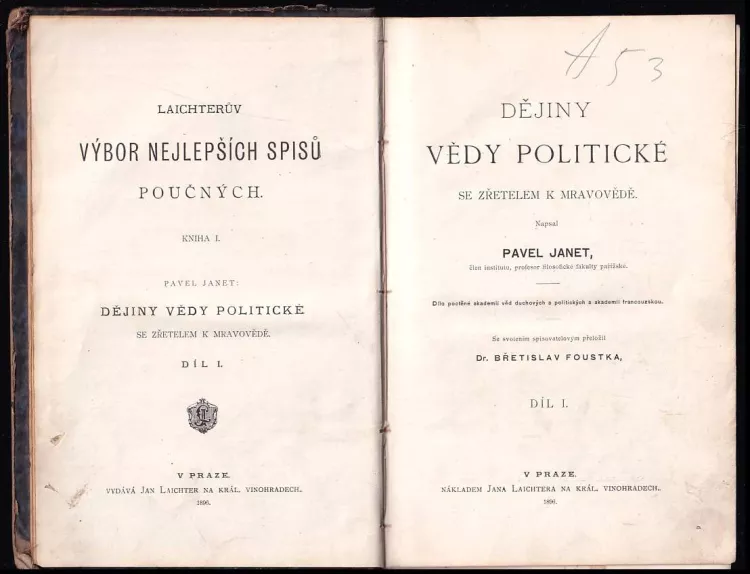 LAICHTERŮV
VÝBOR NEJLEPŠÍCH SPISŮ
POUČNÝCH.
KNIHA I.
PAVEL JANET:
DĚJINY VĚDY POLITICKÉ
SE ZŘETELEM K MRAVOVĚDĚ.
DÍL I.
V PRAZE.
VYDÁVÁ JAN LAICHTER NA KRÁL. VINOHRADECH.
1896.
A 53
DĚJINY
VĚDY POLITICKÉ
SE ZŘETELEM K MRAVOVĚDĚ.
Napsal
PAVEL JANET,
člen institutu, profesor filosofické fakulty pařížské.
Dílo poctěné akademií věd duchových a politických a akademií francouzskou.
Se svolením spisovatelovým přeložil
Dr. BŘETISLAV FOUSTKA,
DÍL I.
V PRAZE.
NÁKLADEM JANA LAICHTERA NA KRÁL. VINOHRADECH.
1896.